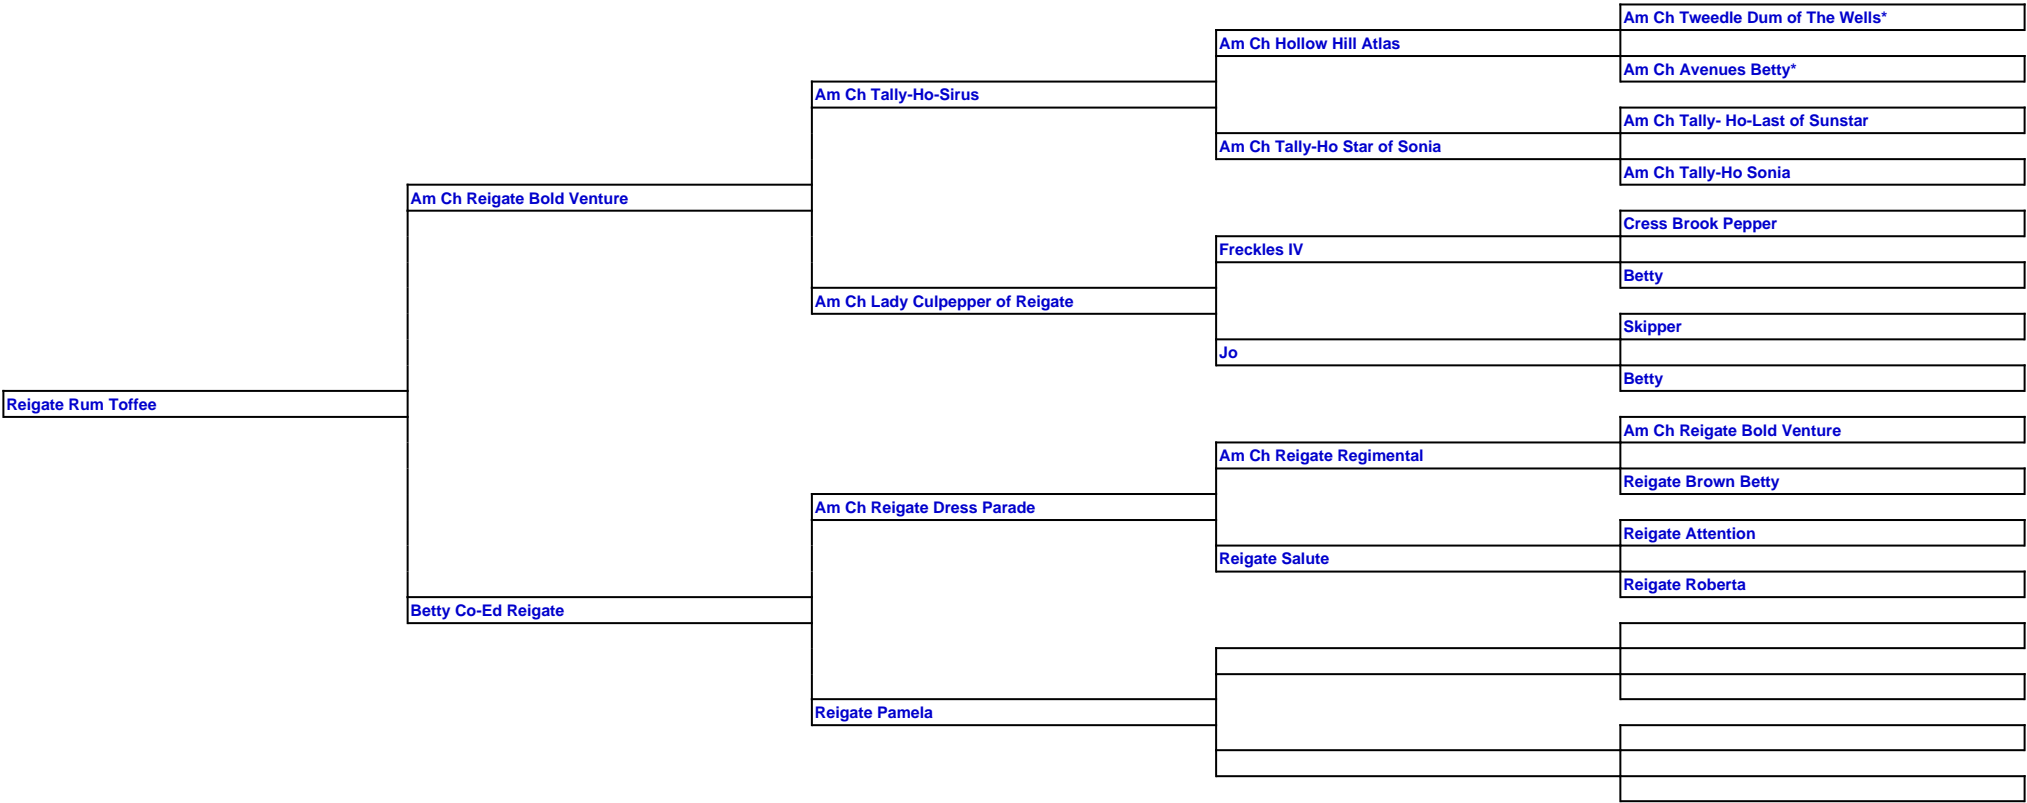 Am Ch Tweedle Dum of The Wells*
Am Ch Hollow Hill Atlas
Am Ch Avenues Betty*
Am Ch Tally-Ho-Sirus
Am Ch Tally- Ho-Last of Sunstar
Am Ch Tally-Ho Star of Sonia
Am Ch Tally-Ho Sonia
Am Ch Reigate Bold Venture
Cress Brook Pepper
Freckles IV
Betty
Am Ch Lady Culpepper of Reigate
Skipper
Jo
Betty
Reigate Rum Toffee
Am Ch Reigate Bold Venture
Am Ch Reigate Regimental
Reigate Brown Betty
Am Ch Reigate Dress Parade
Reigate Attention
Reigate Salute
Reigate Roberta
Betty Co-Ed Reigate
Reigate Pamela